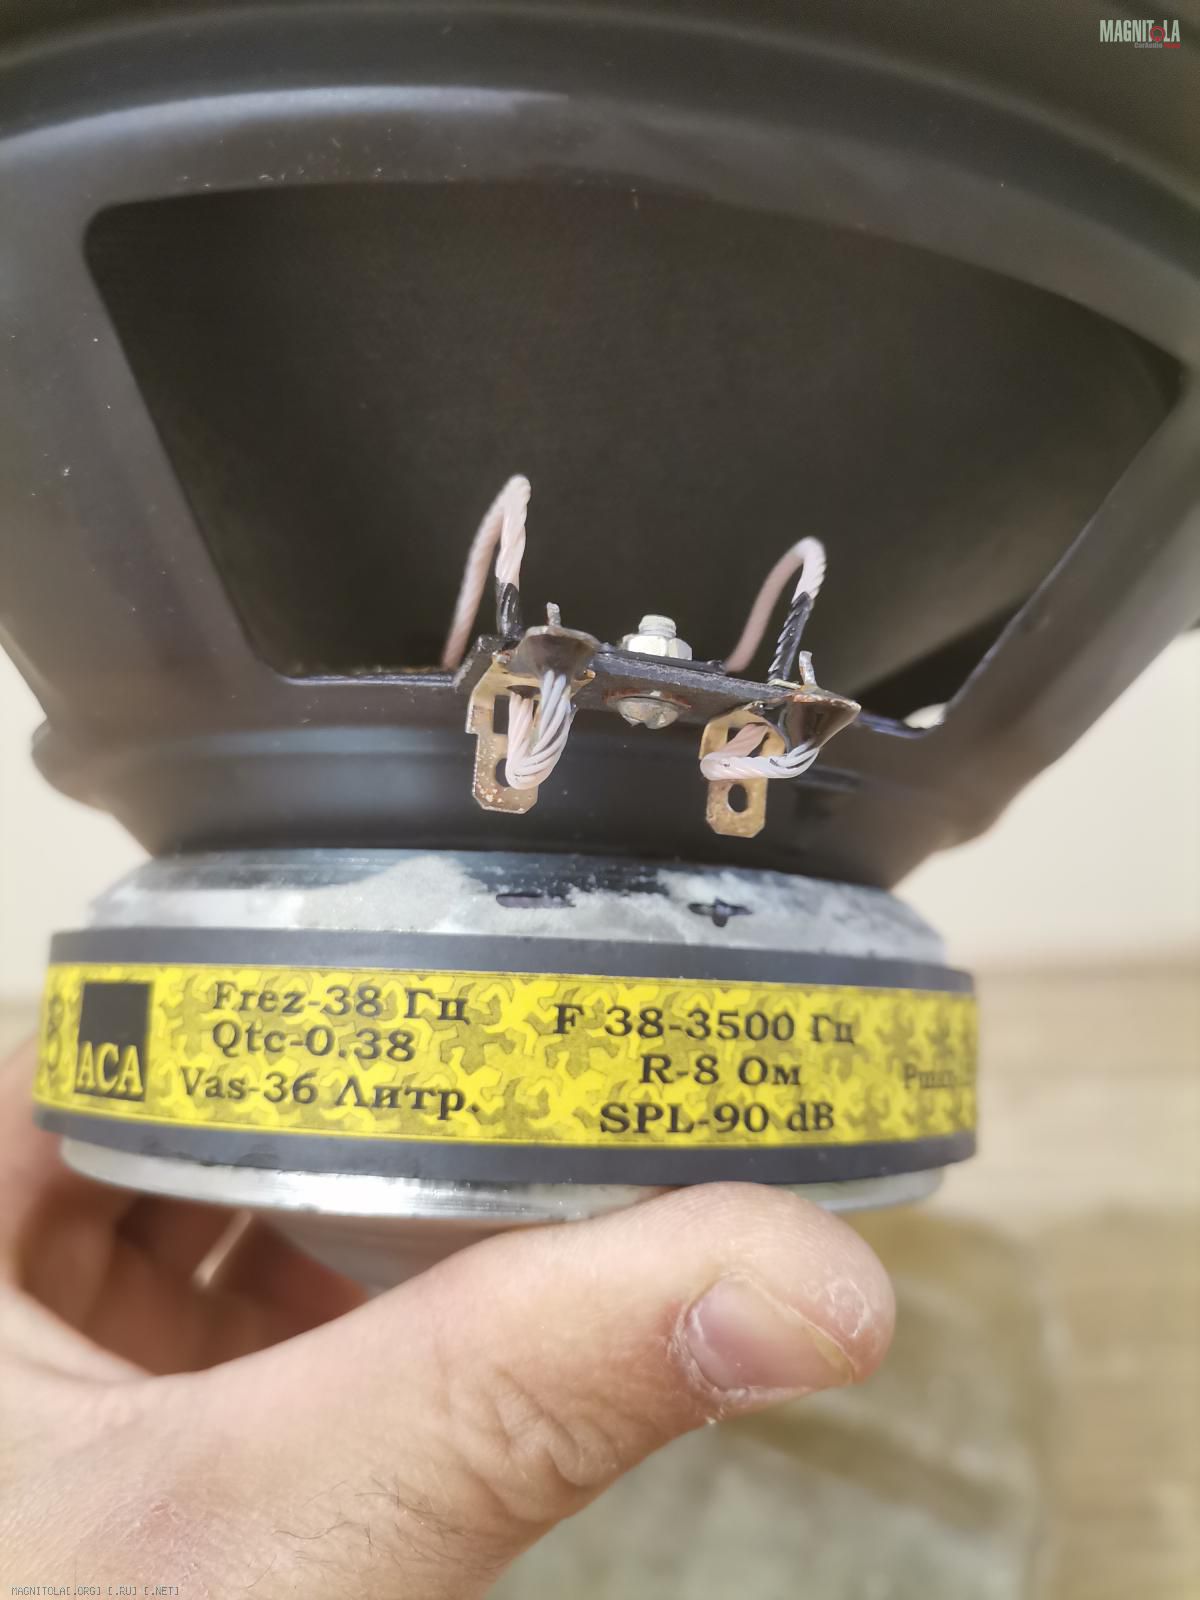 MAGNITOLA
CarAudio
ACA
Frez-38 Гц
Qtc-0.38
Vas-36 Литр.
F 38-3500 Гц
R-8 Ом
SPL-90 dB
MAGNITOLA[.ORG] [.RU] [.NET]